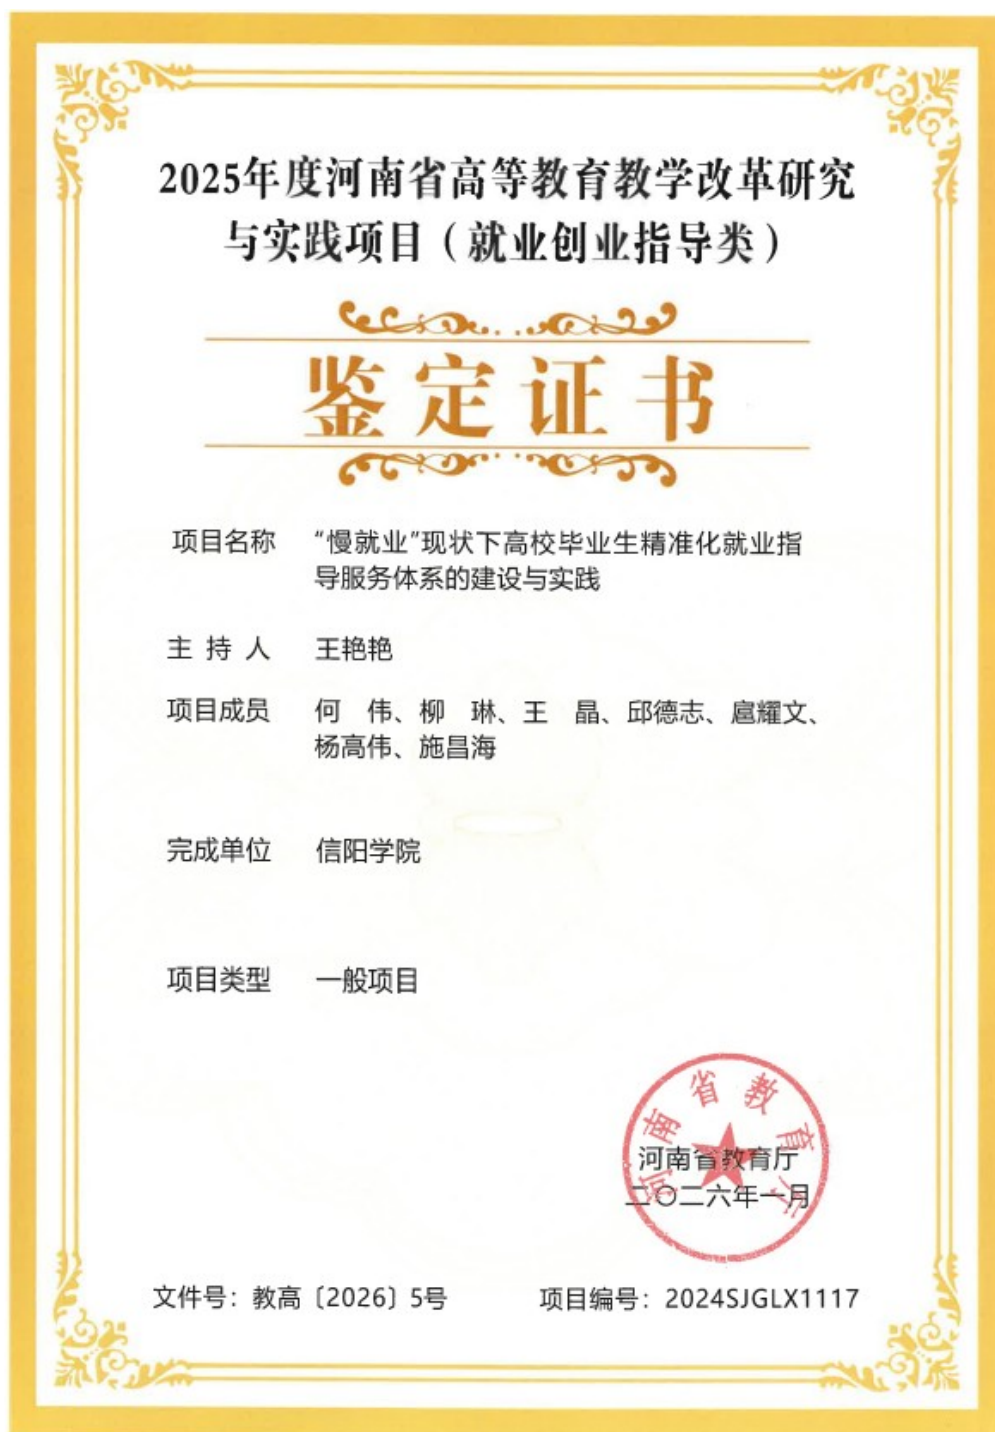 2025年度河南省高等教育教学改革研究
与实践项目（就业创业指导类）
鉴定证书
项目名称 “慢就业”现状下高校毕业生精准化就业指
导服务体系的建设与实践
主 持 人 王艳艳
项目成员 何　伟、柳　琳、王　晶、邱德志、扈耀文、
杨高伟、施昌海
完成单位 信阳学院
项目类型 一般项目
河南省教育厅
河南省教育厅
二〇二六年一月
文件号：教高〔2026〕5号 项目编号：2024SJGLX1117